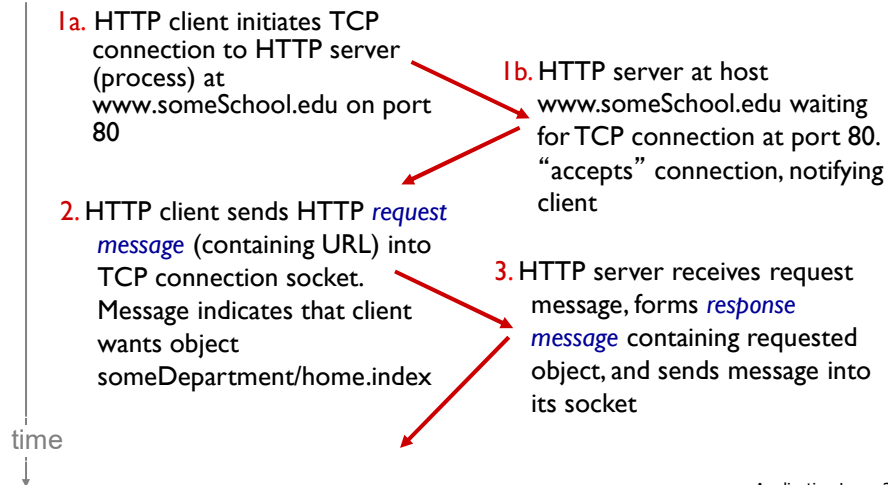 1a. HTTP client initiates TCP
connection to HTTP server
(process) at
www.someSchool.edu on port
80
1b. HTTP server at host
www.someSchool.edu waiting
for TCP connection at port 80.
“accepts” connection, notifying
client
2. HTTP client sends HTTP request
message (containing URL) into
TCP connection socket.
Message indicates that client
wants object
someDepartment/home.index
3. HTTP server receives request
message, forms response
message containing requested
object, and sends message into
its socket
time